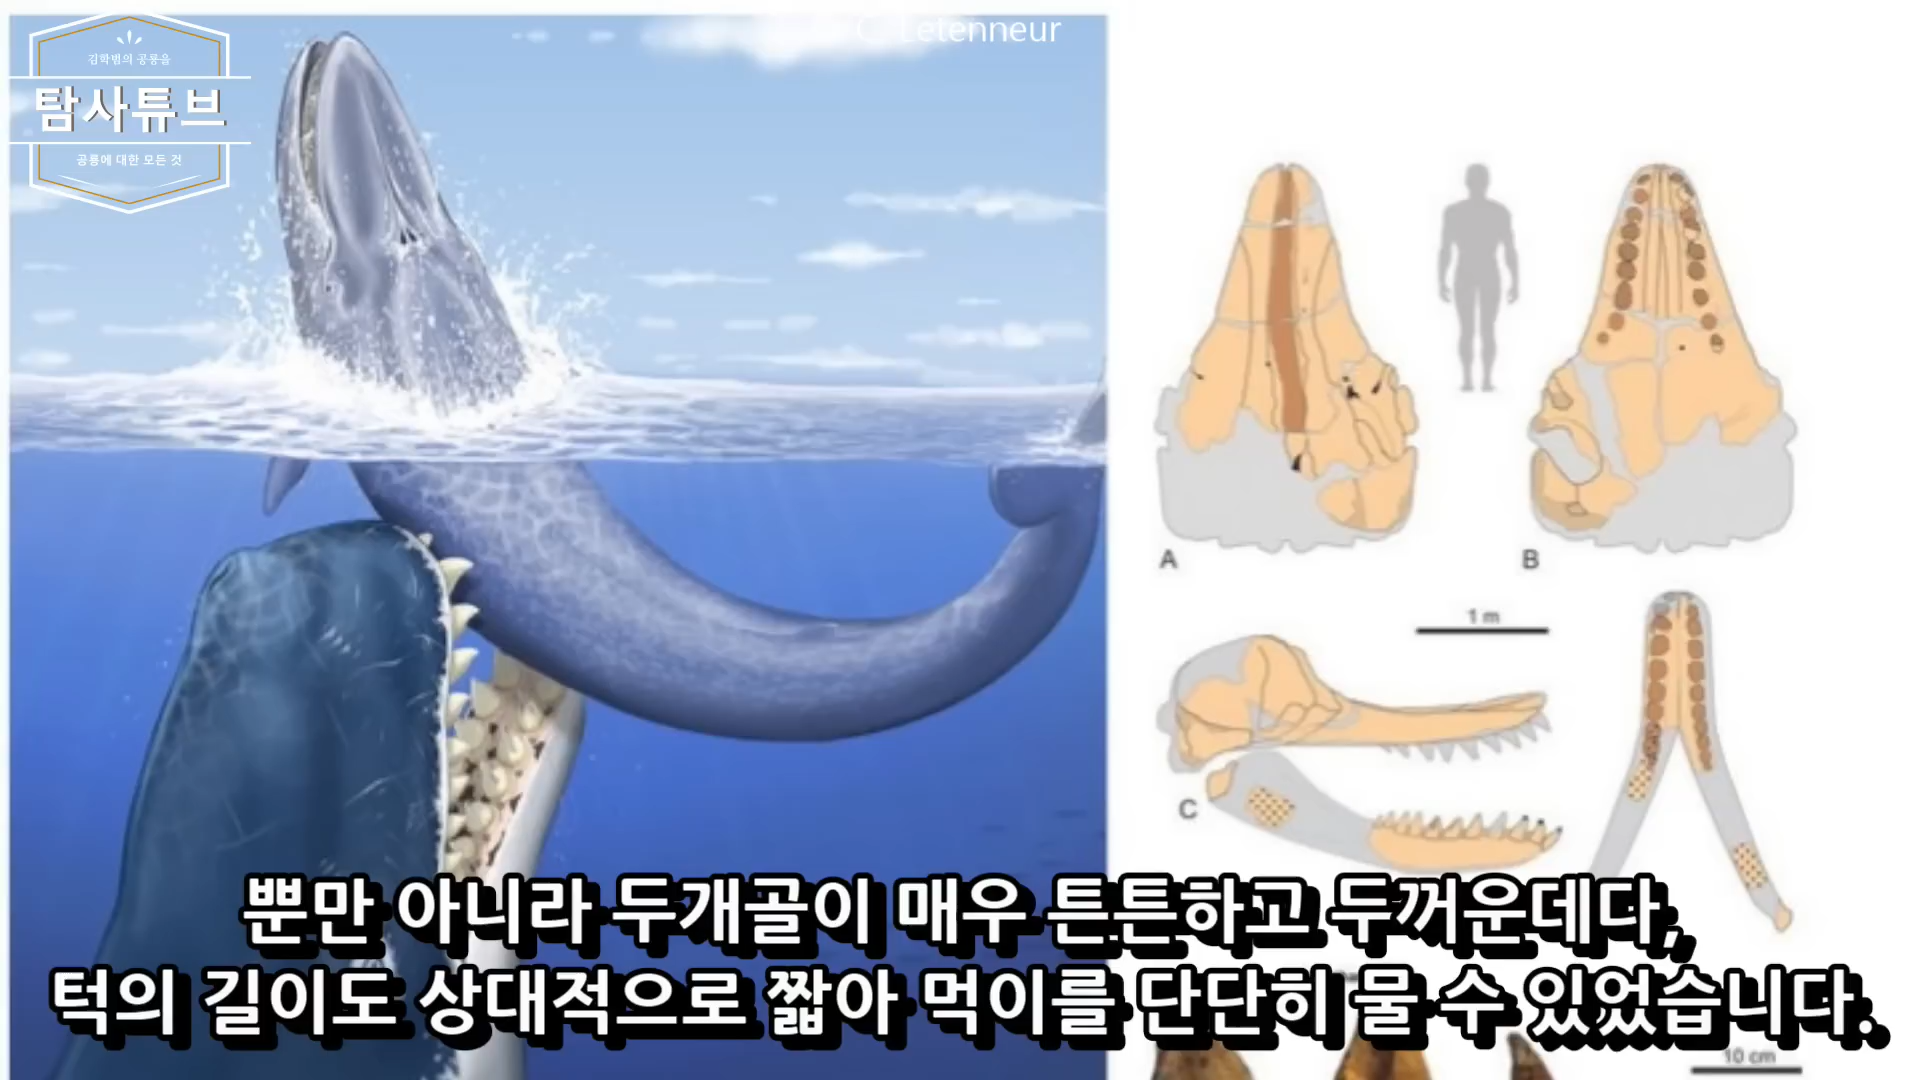 C. Letenneur
김학범의 공룡을
탐사튜브
공룡에 대한 모든 것
A
B
1 m
C
뿐만 아니라 두개골이 매우 튼튼하고 두꺼운데다,
턱의 길이도 상대적으로 짧아 먹이를 단단히 물 수 있었습니다.
10 cm